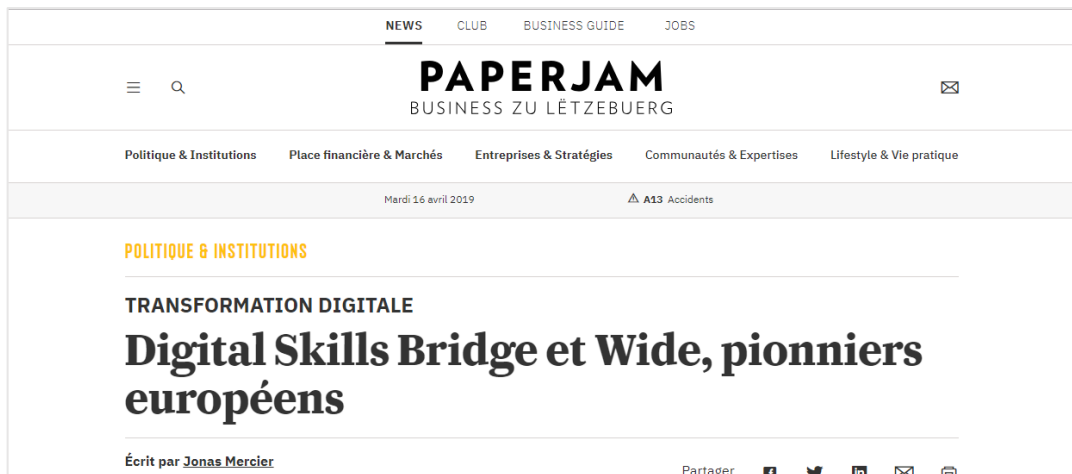 NEWS CLUB BUSINESS GUIDE JOBS
PAPERJAM
BUSINESS ZU LËTZEBUERG
Politique & Institutions Place financière & Marchés Entreprises & Stratégies Communautés & Expertises Lifestyle & Vie pratique
Mardi 16 avril 2019 A13 Accidents
POLITIQUE & INSTITUTIONS
TRANSFORMATION DIGITALE
Digital Skills Bridge et Wide, pionniers
européens
Écrit par Jonas Mercier
Partager